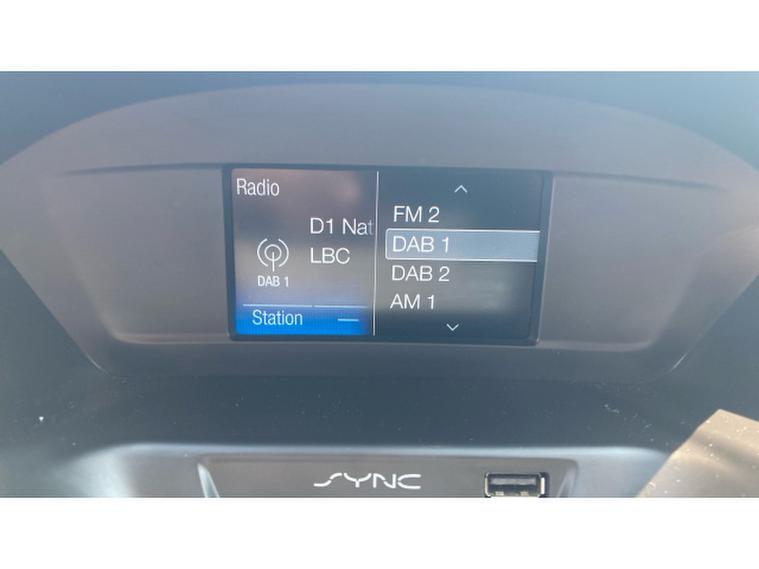 Radio
D1 Nat
LBC
DAB 1
Station
FM 2
DAB 1
DAB 2
AM 1
SYNC